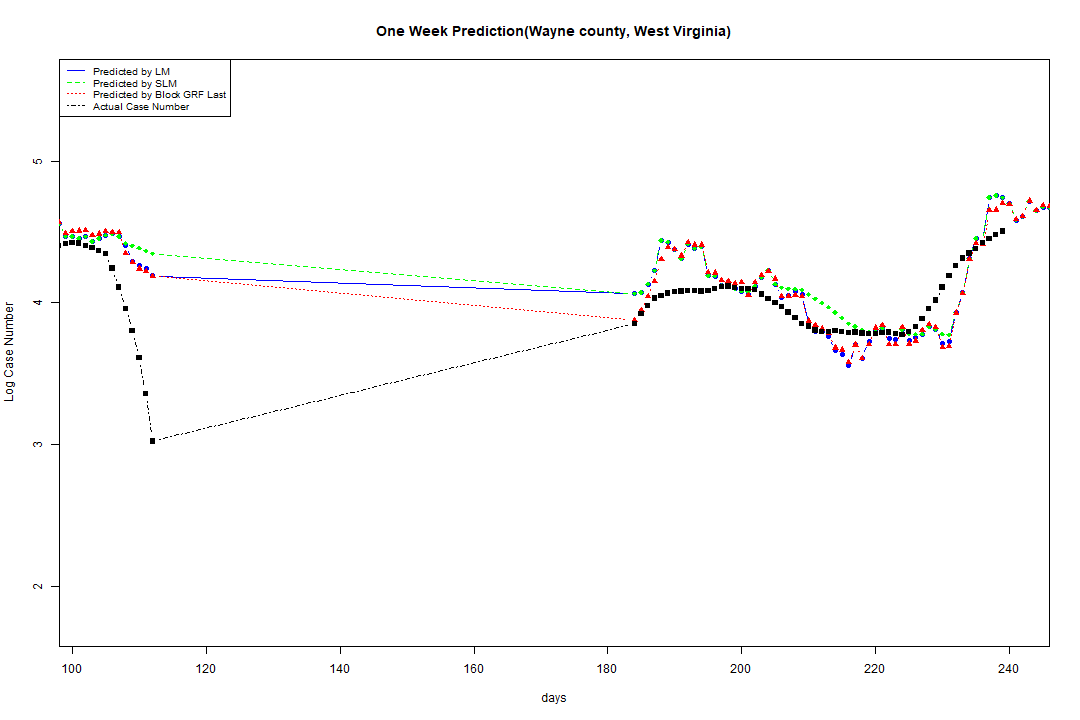 One Week Prediction(Wayne county, West Virginia)
Predicted by LM
Predicted by SLM
Predicted by Block GRF Last
Actual Case Number
5
4
3
2
Log Case Number
100 120 140 160 180 200 220 240
days